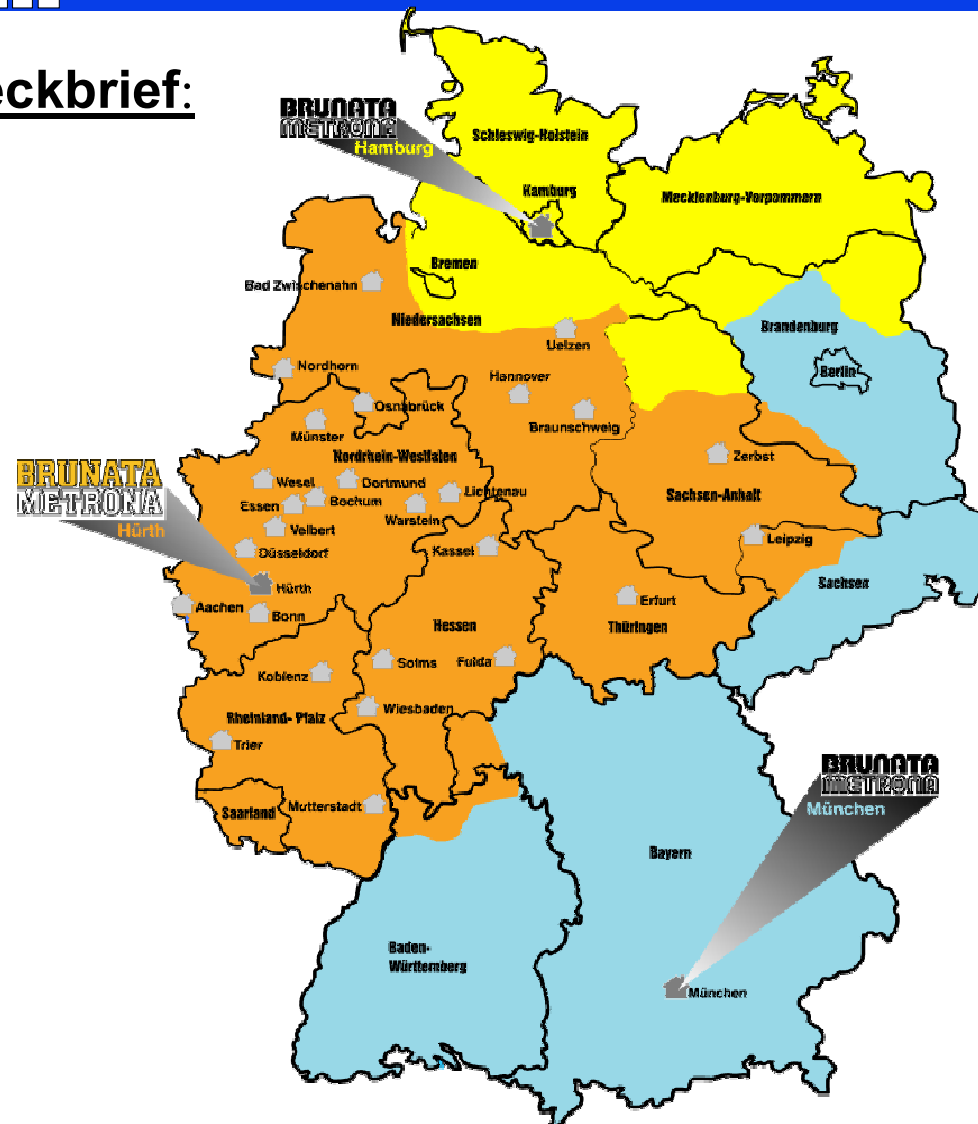 eckbrief:
BRUNATA
METRONA
Hamburg
Schleswig-Holstein
Hamburg
Mecklenburg-Vorpommern
Bremen
Bad Zwischenahn
Niedersachsen
Uelzen
Brandenburg
Berlin
Nordhorn
Hannover
Osnabrück
Braunschweig
Münster
Nordrhein-Westfalen
Zerbst
BRUNATA
METRONA
Hürth
Wesel
Dortmund
Lichtenau
Sachsen-Anhalt
Essen
Bochum
Warstein
Velbert
Leipzig
Düsseldorf
Kassel
Sachsen
Hürth
Aachen
Bonn
Erfurt
Hessen
Thüringen
Solms
Fulda
Koblenz
Wiesbaden
Rheinland- Pfalz
Trier
BRUNATA
METRONA
München
Saarland
Mutterstadt
Bayern
Baden-
Württemberg
München